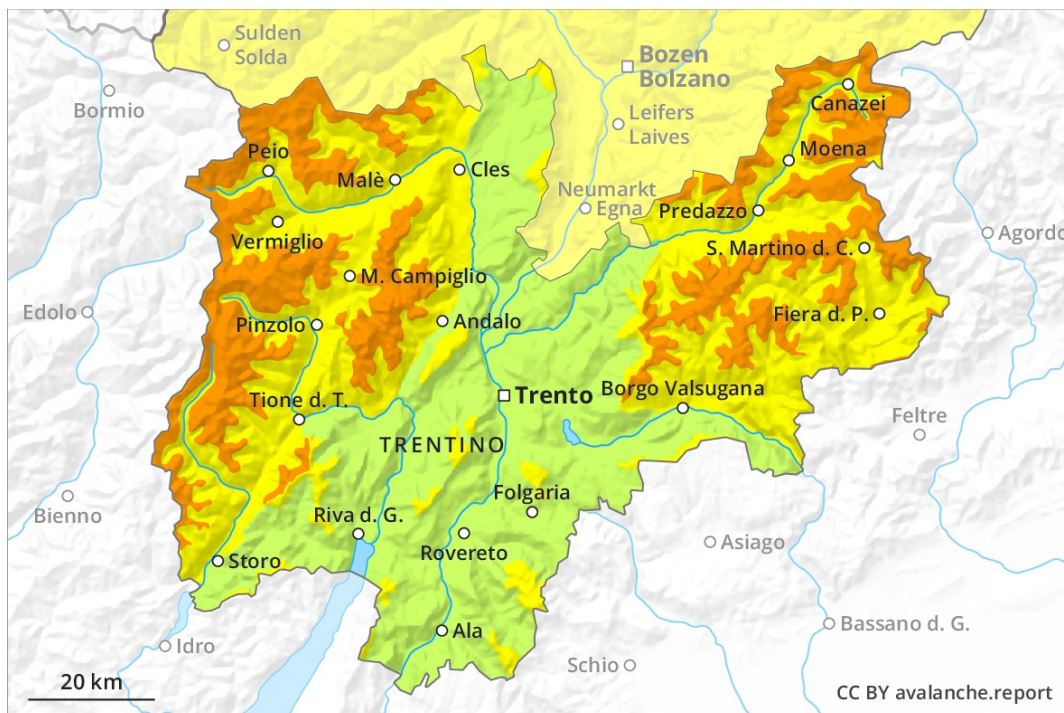 Sulden
Solda
Bozen
Bolzano
Bormio
Canazei
Leifers
Laives
Peio
Moena
Cles
Malè
Neumarkt
Egna
Predazzo
Vermiglio
Agordo
S. Martino d. C.
M. Campiglio
Edolo
Fiera d. P.
Pinzolo
Andalo
Trento
Borgo Valsugana
Tione d. T.
Feltre
TRENTINO
Bienno
Folgaria
Riva d. G.
Rovereto
Asiago
Storo
Bassano d. G.
Ala
Idro
Schio
20 km
CC BY avalanche.report